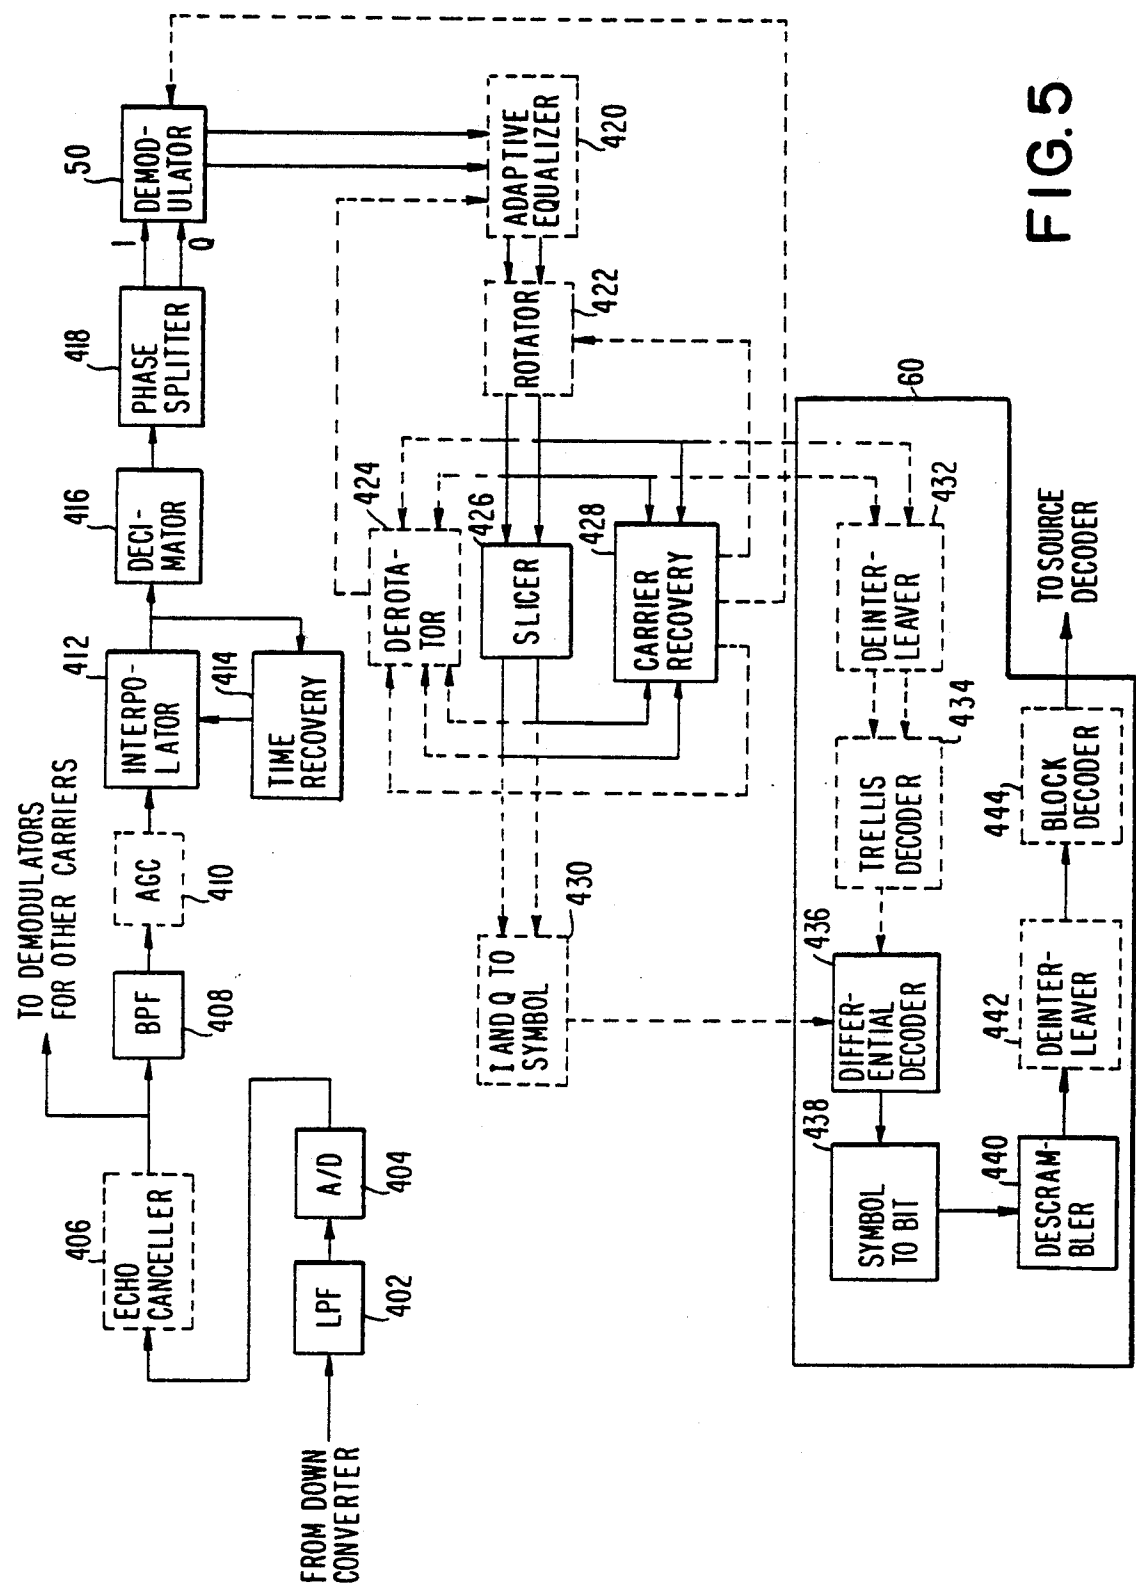 TO DEMODULATORS
FOR OTHER CARRIERS
406
ECHO
CANCELLER
BPF
408
AGC
410
412
INTERPO-
LATOR
414
TIME
RECOVERY
416
DECI-
MATOR
418
PHASE
SPLITTER
I
Q
50
DEMOD-
ULATOR
FROM DOWN
CONVERTER
LPF
402
A/D
404
424
DEROTA-
TOR
426
SLICER
428
CARRIER
RECOVERY
ROTATOR
422
ADAPTIVE
EQUALIZER
420
I AND Q TO
SYMBOL
430
60
DEINTER-
LEAVER
432
TRELLIS
DECODER
434
436
DIFFER-
ENTIAL
DECODER
438
SYMBOL
TO BIT
440
DESCRAM-
BLER
442
DEINTER-
LEAVER
444
BLOCK
DECODER
TO SOURCE
DECODER
FIG. 5